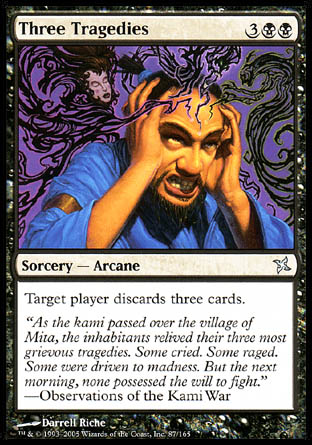 Three Tragedies 3
Sorcery — Arcane
Target player discards three cards.
“As the kami passed over the village of
Mita, the inhabitants relived their three most
grievous tragedies. Some cried. Some raged.
Some were driven to madness. But the next
morning, none possessed the will to fight.”
—Observations of the Kami War
Darrell Riche
™ & © 1993–2005 Wizards of the Coast, Inc. 87/165